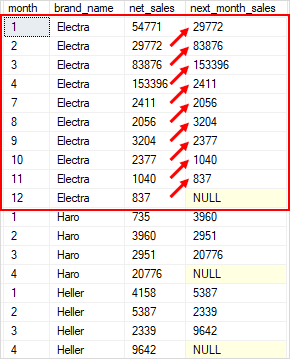 month brand_name net_sales next_month_sales
1 Electra 54771 29772
2 Electra 29772 83876
3 Electra 83876 153396
4 Electra 153396 2411
7 Electra 2411 2056
8 Electra 2056 3204
9 Electra 3204 2377
10 Electra 2377 1040
11 Electra 1040 837
12 Electra 837 NULL
1 Haro 735 3960
2 Haro 3960 2951
3 Haro 2951 20776
4 Haro 20776 NULL
1 Heller 4158 5387
2 Heller 5387 2339
3 Heller 2339 9642
4 Heller 9642 NULL